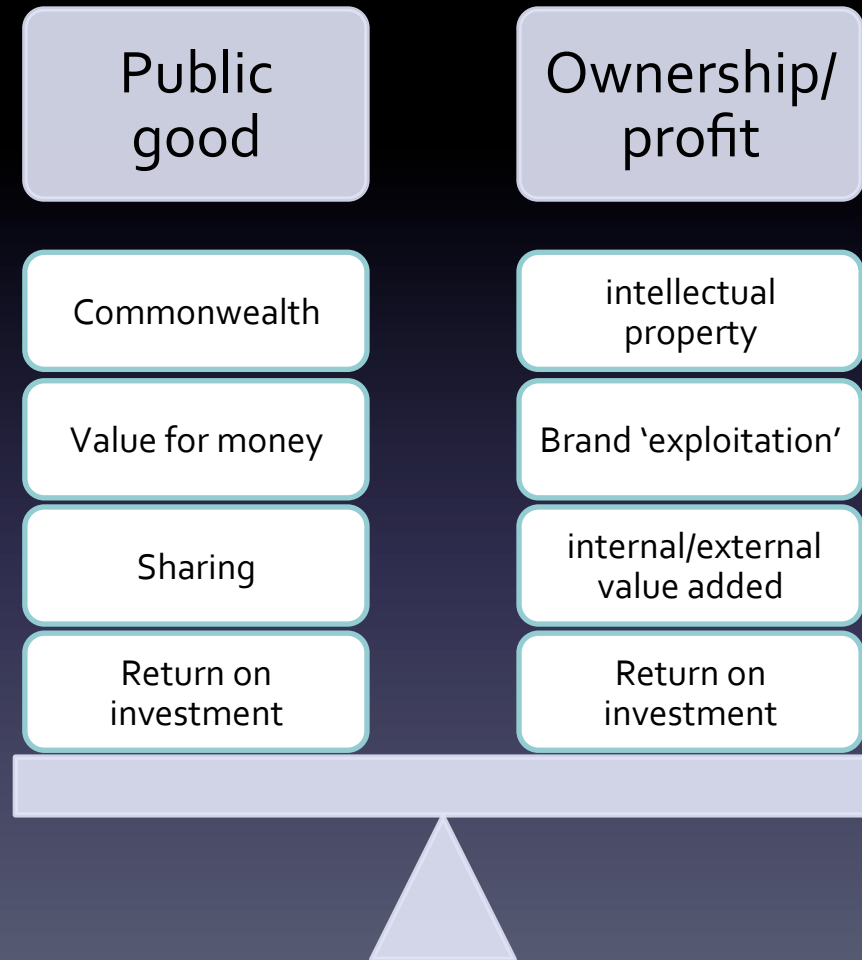 Public
good
Commonwealth
Value for money
Sharing
Return on
investment
Ownership/
profit
intellectual
property
Brand ‘exploitation’
internal/external
value added
Return on
investment